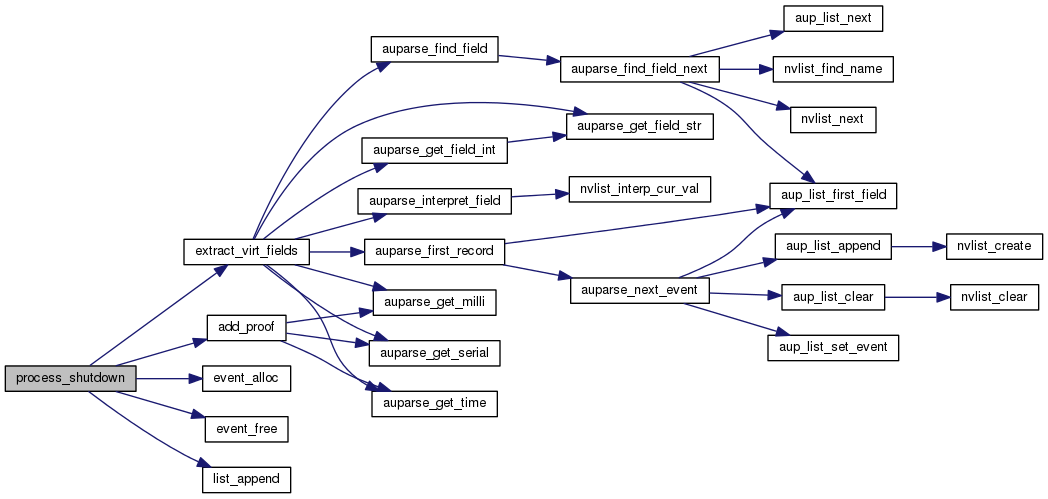 aup_list_next
auparse_find_field
auparse_find_field_next
nvlist_find_name
nvlist_next
auparse_get_field_str
auparse_get_field_int
nvlist_interp_cur_val
auparse_interpret_field
aup_list_first_field
extract_virt_fields
auparse_first_record
aup_list_append
nvlist_create
auparse_next_event
aup_list_clear
nvlist_clear
auparse_get_milli
add_proof
aup_list_set_event
auparse_get_serial
process_shutdown
event_alloc
auparse_get_time
event_free
list_append